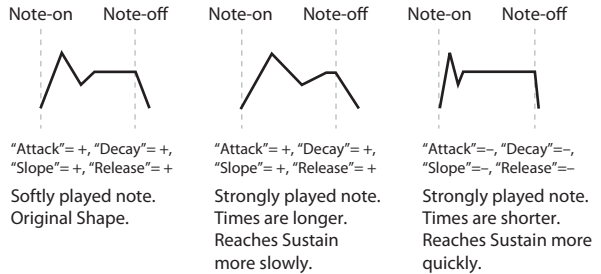 Note-on Note-off
"Attack"= +, "Decay"= +,
"Slope"= +, "Release"= +
Softly played note.
Original Shape.
Note-on Note-off
"Attack"= +, "Decay"= +,
"Slope"= +, "Release"= +
Strongly played note.
Times are longer.
Reaches Sustain
more slowly.
Note-on Note-off
"Attack"=–, "Decay"=–,
"Slope"=–, "Release"=–
Strongly played note.
Times are shorter.
Reaches Sustain more
quickly.